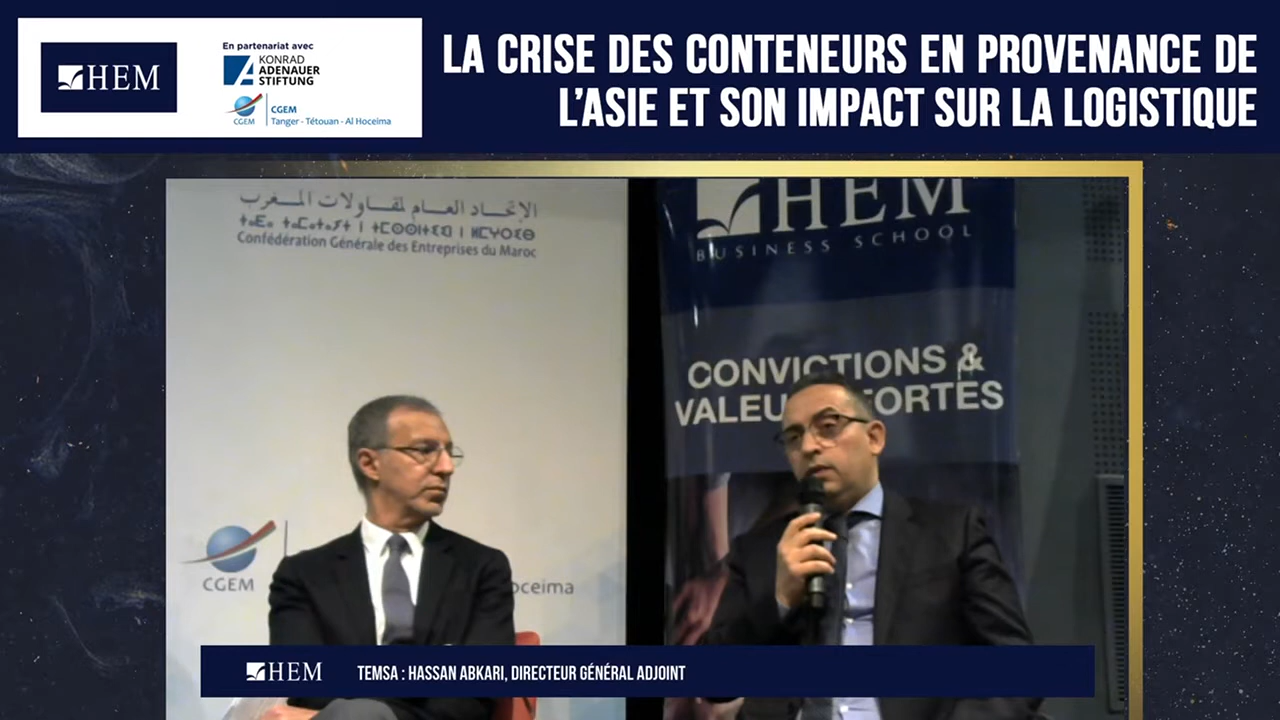 HEM
En partenariat avec
KONRAD
ADENAUER
STIFTUNG
CGEM
CGEM
Tanger - Tétouan - Al Hoceima
LA CRISE DES CONTENEURS EN PROVENANCE DE
L'ASIE ET SON IMPACT SUR LA LOGISTIQUE
الاتحاد العام لمقاولات المغرب
Confédération Générale des Entreprises du Maroc
CGEM
oceima
HEM
BUSINESS SCHOOL
CONVICTIONS &
VALEU FORTES
HEM
TEMSA : HASSAN ABKARI, DIRECTEUR GÉNÉRAL ADJOINT